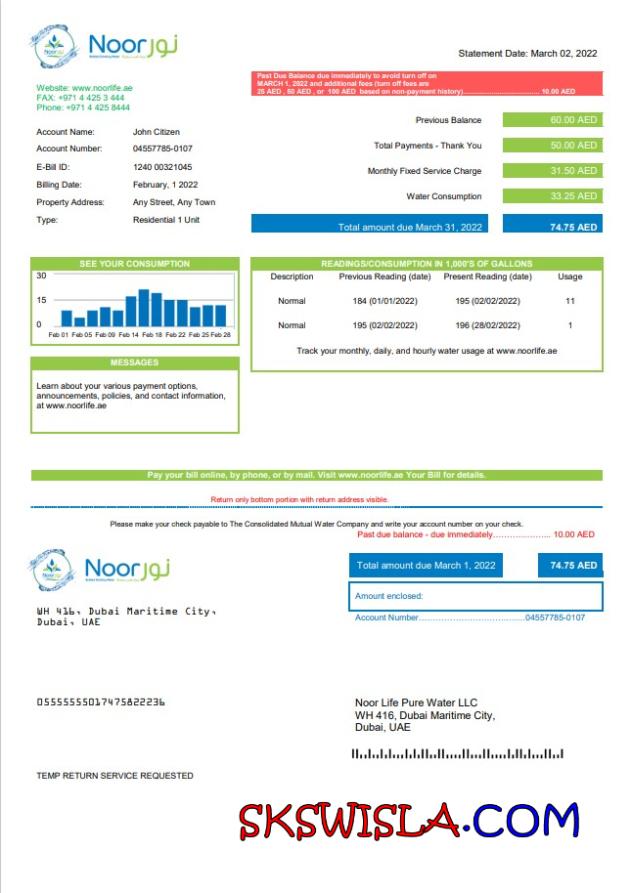 Noor نور
Statement Date: March 02, 2022
Website: www.noorlife.ae
FAX: +971 4 425 3 444
Phone: +971 4 425 8444
Past Due Balance due immediately to avoid turn off on
MARCH 1, 2022 and additional fees (turn off fees are
25 AED , 50 AED , or 100 AED based on non-payment history)............................................ 10.00 AED
Previous Balance 60.00 AED
Total Payments - Thank You 50.00 AED
Monthly Fixed Service Charge 31.50 AED
Water Consumption 33.25 AED
Total amount due March 31, 2022 74.75 AED
Account Name: John Citizen
Account Number: 04557785-0107
E-Bill ID: 1240 00321045
Billing Date: February, 1 2022
Property Address: Any Street, Any Town
Type: Residential 1 Unit
SEE YOUR CONSUMPTION
30
15
0
Feb 01 Feb 05 Feb 09 Feb 14 Feb 18 Feb 22 Feb 25 Feb 28
READINGS/CONSUMPTION IN 1,000'S OF GALLONS
Description Previous Reading (date) Present Reading (date) Usage
Normal 184 (01/01/2022) 195 (02/02/2022) 11
Normal 195 (02/02/2022) 196 (28/02/2022) 1
Track your monthly, daily, and hourly water usage at www.noorlife.ae
MESSAGES
Learn about your various payment options,
announcements, policies, and contact information,
at www.noorlife.ae
Pay your bill online, by phone, or by mail. Visit www.noorlife.ae Your Bill for details.
Return only bottom portion with return address visible.
Please make your check payable to The Consolidated Mutual Water Company and write your account number on your check.
Past due balance - due immediately..................... 10.00 AED
Noor نور
Total amount due March 1, 2022 74.75 AED
Amount enclosed:
Account Number........................................04557785-0107
WH 416, Dubai Maritime City,
Dubai, UAE
0555555501747582236
Noor Life Pure Water LLC
WH 416, Dubai Maritime City,
Dubai, UAE
TEMP RETURN SERVICE REQUESTED
SKSWISLA.COM